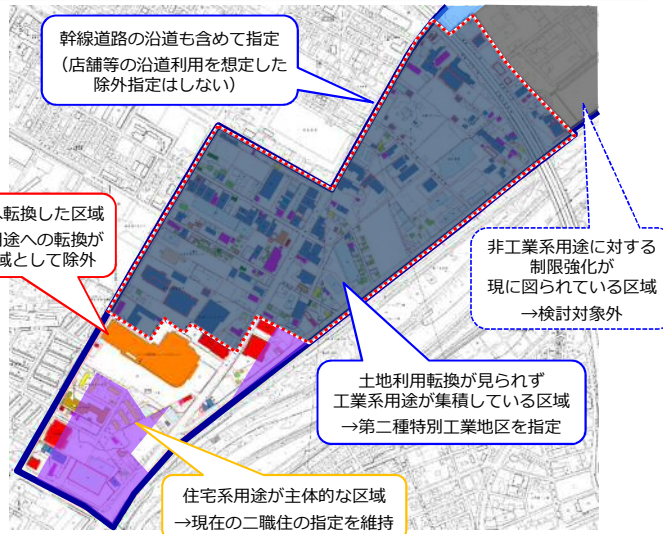 幹線道路の沿道も含めて指定
（店舗等の沿道利用を想定した
除外指定はしない）
転換した区域
用途への転換が
域として除外
非工業系用途に対する
制限強化が
現に図られている区域
→検討対象外
土地利用転換が見られず
工業系用途が集積している区域
→第二種特別工業地区を指定
住宅系用途が主体的な区域
→現在の二職住の指定を維持